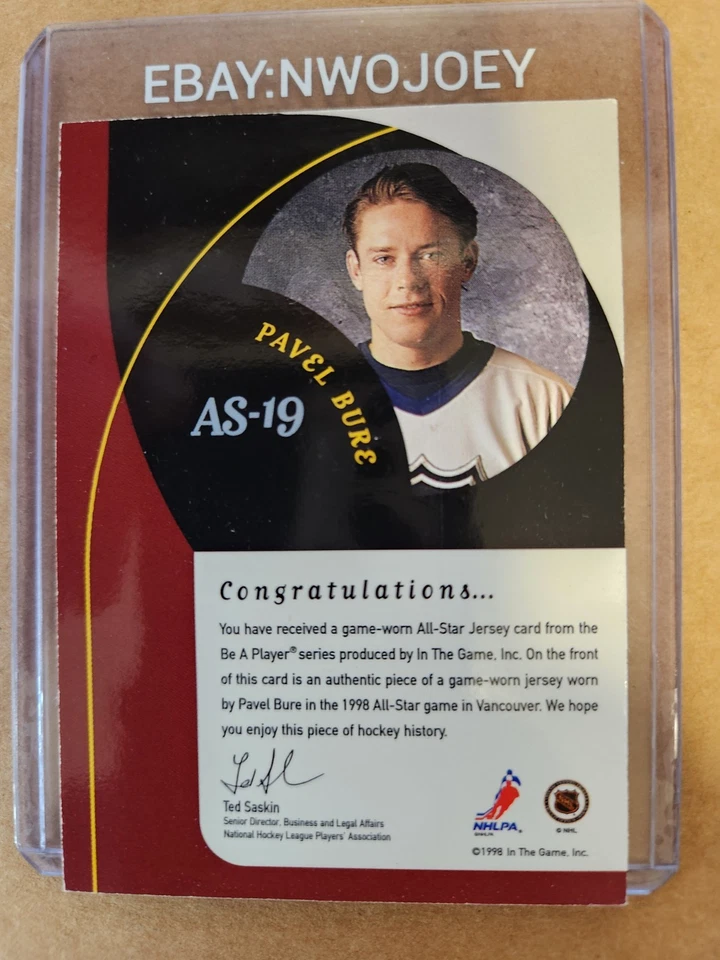 EBAY:NWOJOEY
PAVEL BURE
AS-19
Congratulations...
You have received a game-worn All-Star Jersey card from the
Be A Player® series produced by In The Game, Inc. On the front
of this card is an authentic piece of a game-worn jersey worn
by Pavel Bure in the 1998 All-Star game in Vancouver. We hope
you enjoy this piece of hockey history.
Ted Saskin
Senior Director, Business and Legal Affairs
National Hockey League Players' Association
NHLPA
© NHL
©1998 In The Game, Inc.